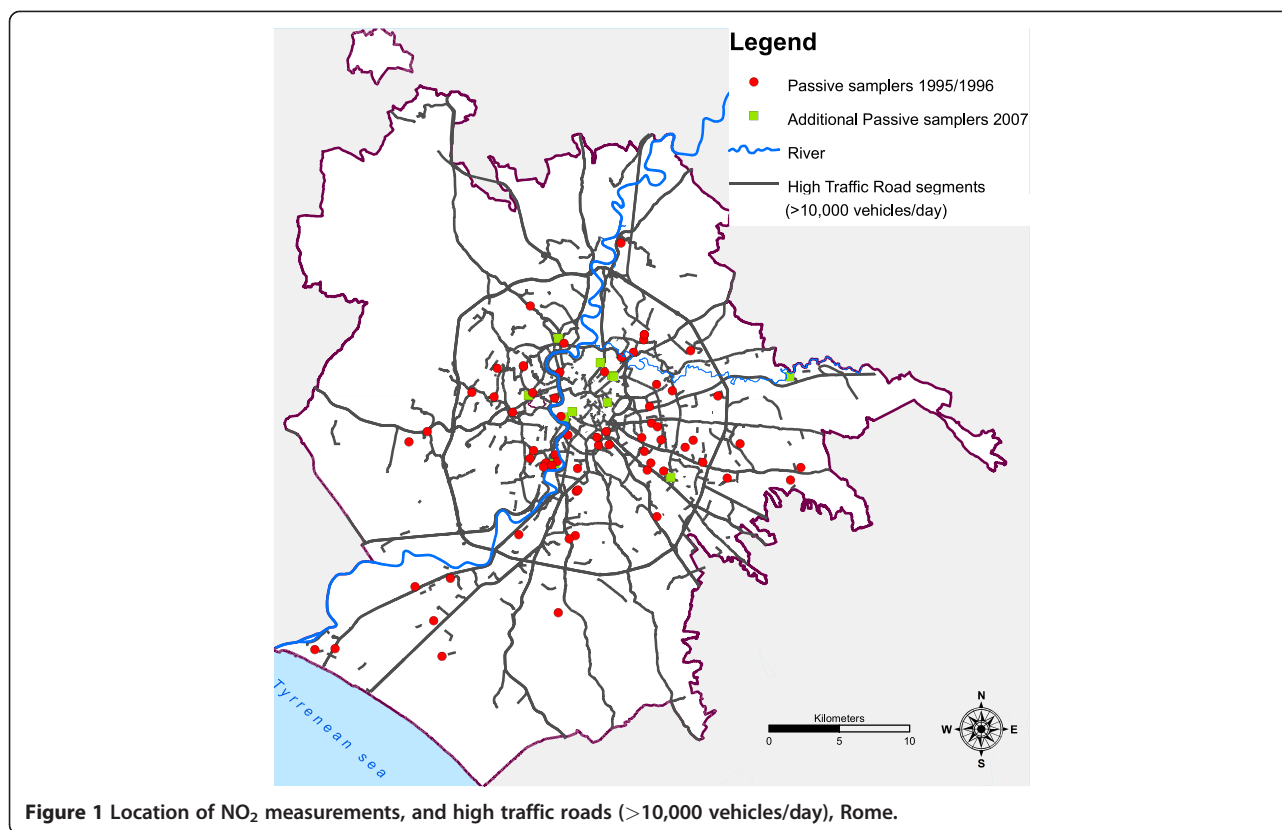 Legend
Passive samplers 1995/1996
Additional Passive samplers 2007
River
High Traffic Road segments
(>10,000 vehicles/day)
Tyrrenean sea
Kilometers
0 5 10
N
W E
S
Figure 1 Location of NO₂ measurements, and high traffic roads (>10,000 vehicles/day), Rome.